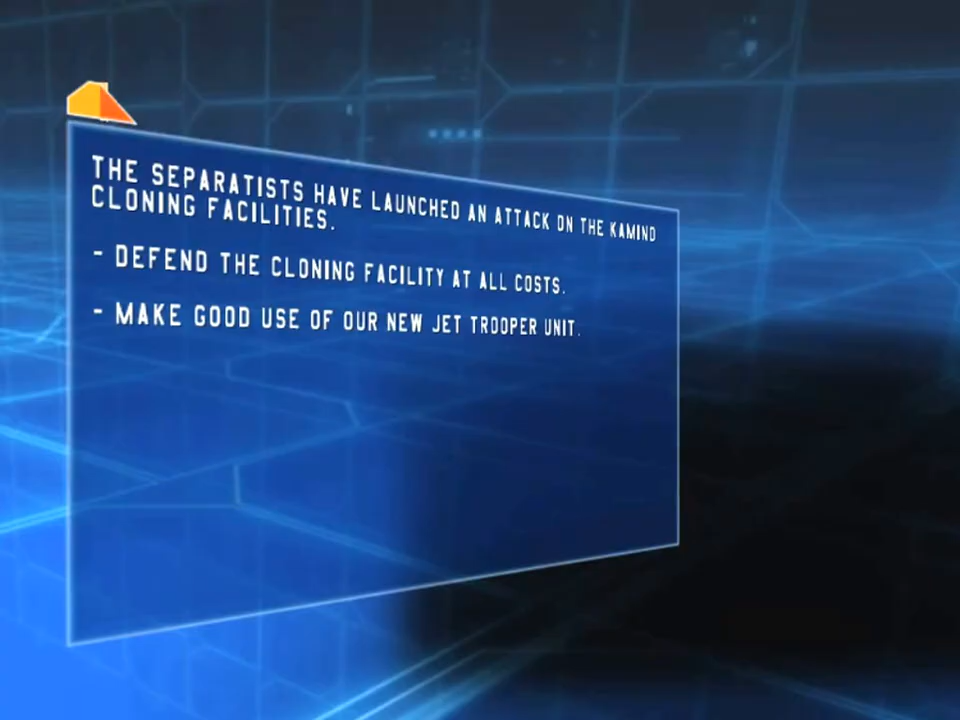 THE SEPARATISTS HAVE LAUNCHED AN ATTACK ON THE KAMINO
CLONING FACILITIES.
- DEFEND THE CLONING FACILITY AT ALL COSTS.
- MAKE GOOD USE OF OUR NEW JET TROOPER UNIT.